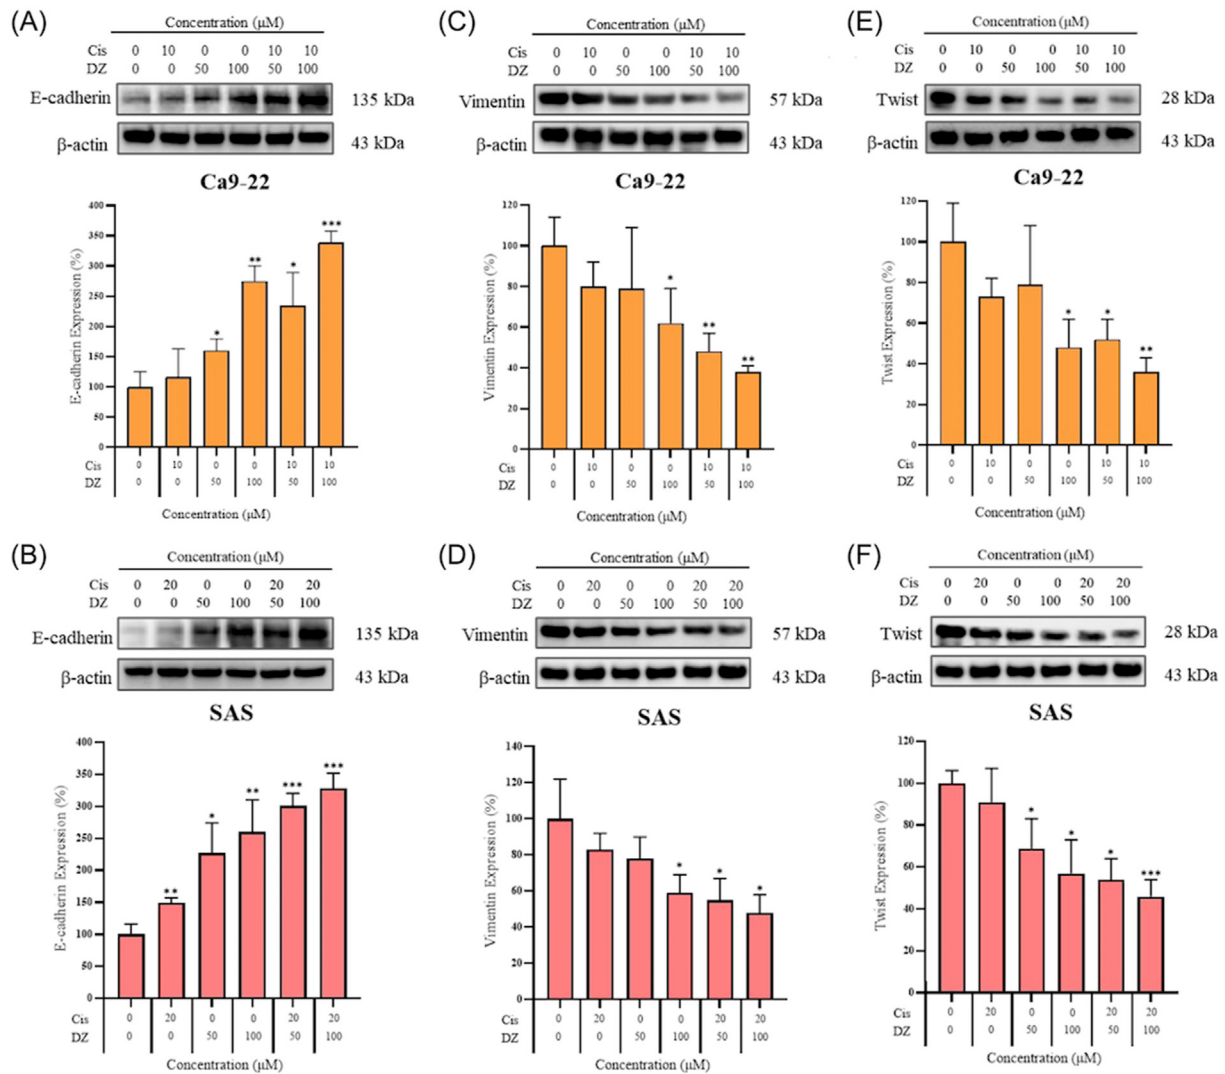 (A)
Concentration (μM)
Cis 0 10 0 0 10 10
DZ 0 0 50 100 50 100
E-cadherin 135 kDa
β-actin 43 kDa
Ca9-22
E-cadherin Expression (%)
400
350
300
250
200
150
100
50
0
*
**
*
***
Cis 0 10 0 0 10 10
DZ 0 0 50 100 50 100
Concentration (μM)
(C)
Concentration (μM)
Cis 0 10 0 0 10 10
DZ 0 0 50 100 50 100
Vimentin 57 kDa
β-actin 43 kDa
Ca9-22
Vimentin Expression (%)
120
100
80
60
40
20
0
*
**
**
Cis 0 10 0 0 10 10
DZ 0 0 50 100 50 100
Concentration (μM)
(E)
Concentration (μM)
Cis 0 10 0 0 10 10
DZ 0 0 50 100 50 100
Twist 28 kDa
β-actin 43 kDa
Ca9-22
Twist Expression (%)
120
100
80
60
40
20
0
*
*
**
Cis 0 10 0 0 10 10
DZ 0 0 50 100 50 100
Concentration (μM)
(B)
Concentration (μM)
Cis 0 20 0 0 20 20
DZ 0 0 50 100 50 100
E-cadherin 135 kDa
β-actin 43 kDa
SAS
E-cadherin Expression (%)
400
350
300
250
200
150
100
50
0
**
*
**
***
***
Cis 0 20 0 0 20 20
DZ 0 0 50 100 50 100
Concentration (μM)
(D)
Concentration (μM)
Cis 0 20 0 0 20 20
DZ 0 0 50 100 50 100
Vimentin 57 kDa
β-actin 43 kDa
SAS
Vimentin Expression (%)
140
120
100
80
60
40
20
0
*
*
*
Cis 0 20 0 0 20 20
DZ 0 0 50 100 50 100
Concentration (μM)
(F)
Concentration (μM)
Cis 0 20 0 0 20 20
DZ 0 0 50 100 50 100
Twist 28 kDa
β-actin 43 kDa
SAS
Twist Expression (%)
120
100
80
60
40
20
0
*
*
*
***
Cis 0 20 0 0 20 20
DZ 0 0 50 100 50 100
Concentration (μM)